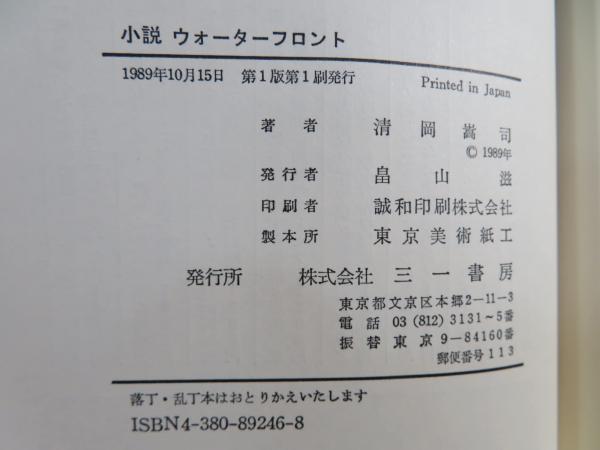 小説 ウォーターフロント
1989年10月15日 第1版第1刷発行 Printed in Japan
著者 清岡嵩司
© 1989年
発行者 畠山滋
印刷者 誠和印刷株式会社
製本所 東京美術紙工
発行所 株式会社 三一書房
東京都文京区本郷2-11-3
電話 03 (812) 3131~5番
振替 東京 9-84160番
郵便番号 113
落丁・乱丁本はおとりかえいたします
ISBN4-380-89246-8